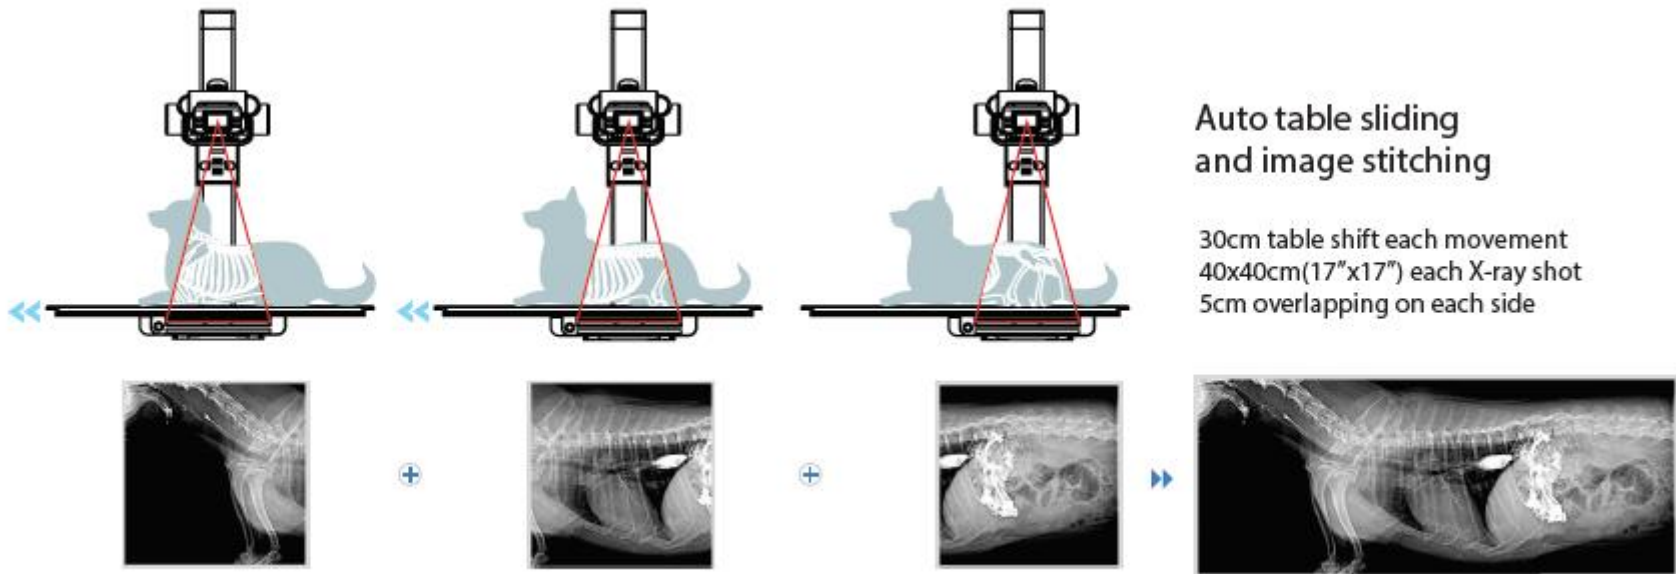 Auto table sliding
and image stitching
30cm table shift each movement
40x40cm(17”x17”) each X-ray shot
5cm overlapping on each side